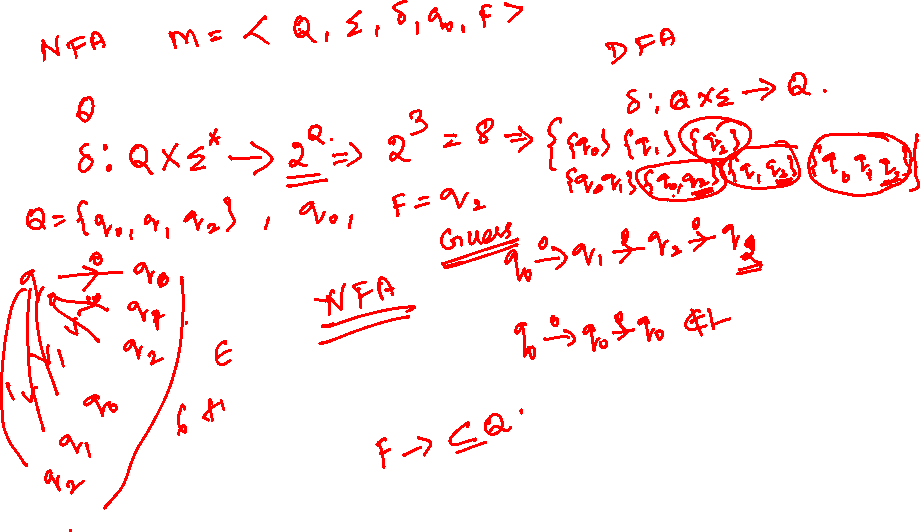 NFA M = < Q, Σ, δ, q0, F >
DFA
Q
δ: Q × Σ → Q.
δ: Q × Σ* → 2^Q. ⇒ 2^3 = 8 ⇒ { {q0} {q1} {q2}
{q0 q1} {q0, q2} {q1 q2} {q0 q1 q2} }
Q = {q0, q1, q2} , q0, F = q2
Guess
q0 0→ q1 → q2 0→ q2
q 0→ q0
q1
q2
NFA
q0 0→ q0 → q0 ∉ L
q0
q1
q2
F → ⊆ Q.